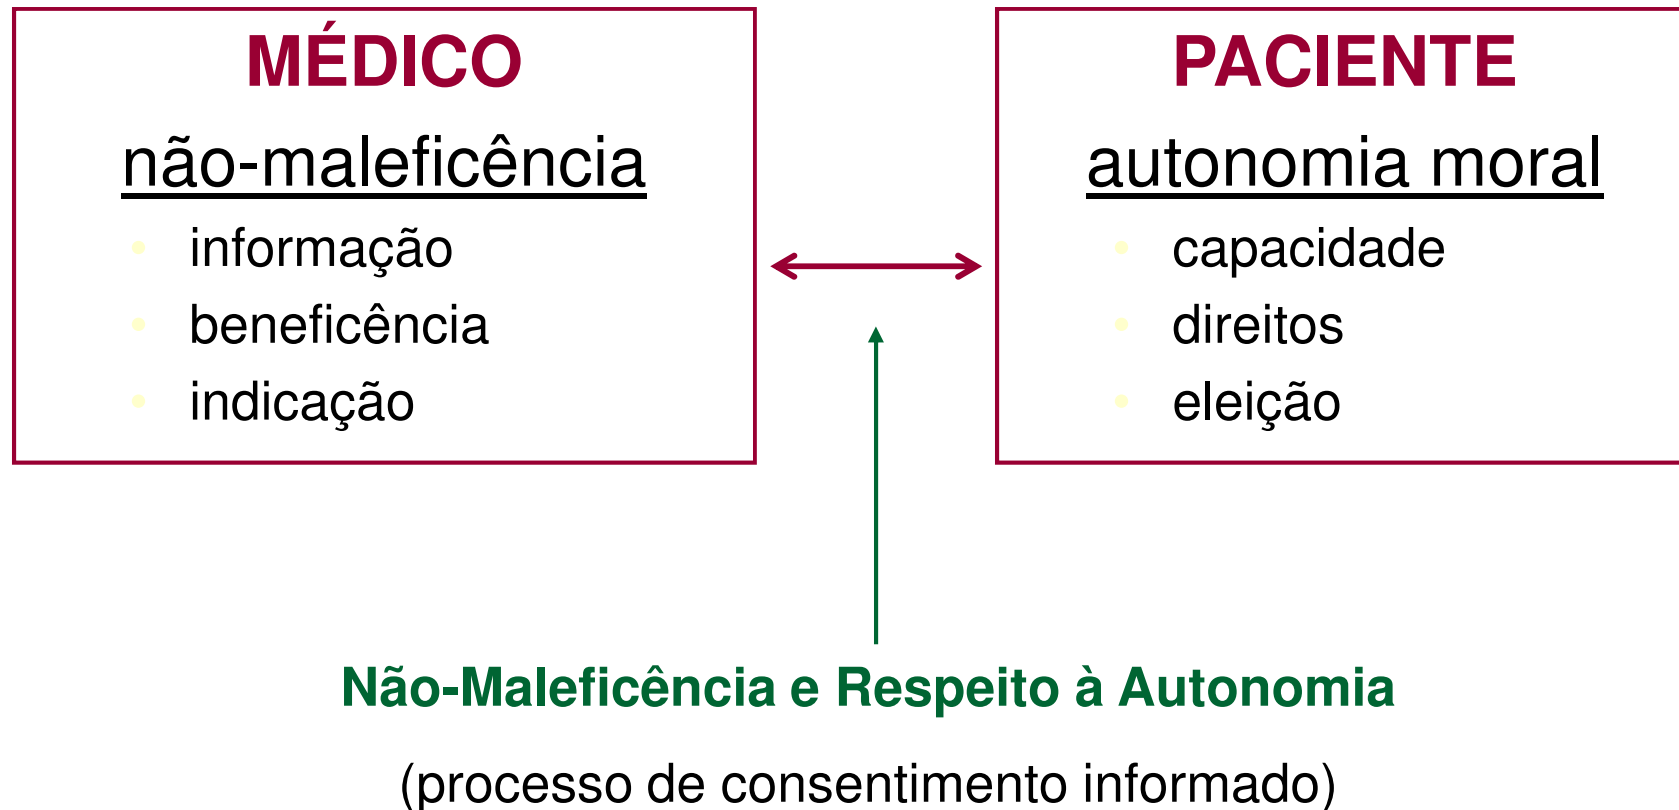 MÉDICO
não-maleficência
• informação
• beneficência
• indicação
PACIENTE
autonomia moral
• capacidade
• direitos
• eleição
Não-Maleficência e Respeito à Autonomia
(processo de consentimento informado)